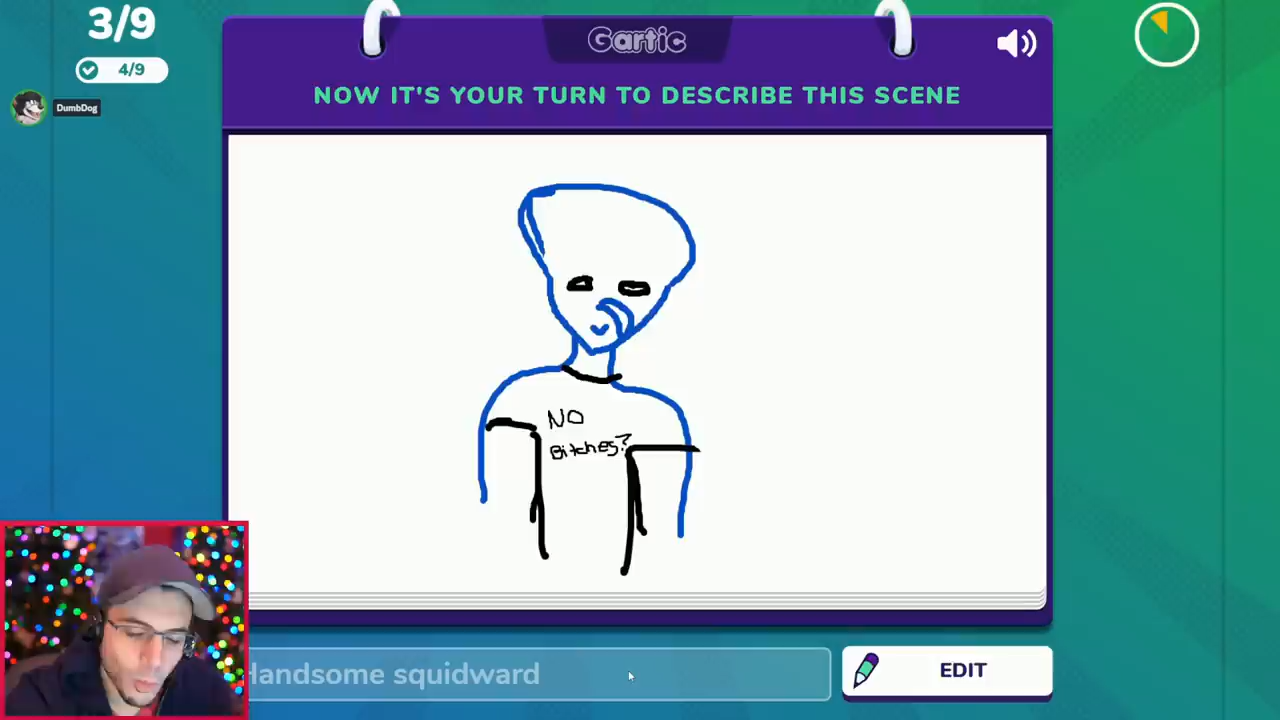 3/9
4/9
DumbDog
Gartic
NOW IT'S YOUR TURN TO DESCRIBE THIS SCENE
NO
Bitches?
Handsome squidward
EDIT